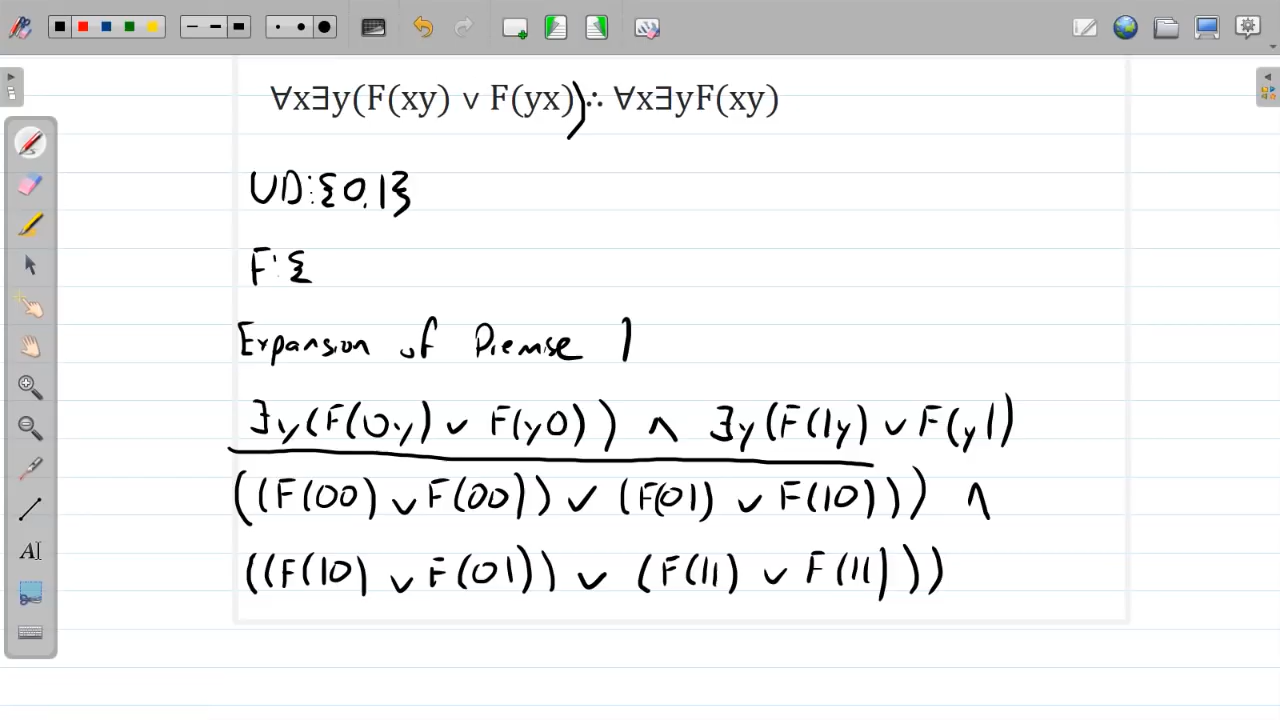 ∀x∃y(F(xy) ∨ F(yx)) ∴ ∀x∃yF(xy)
UD:{0,1}
F:{
Expansion of Premise 1
∃y(F(0y) ∨ F(y0)) ∧ ∃y(F(1y) ∨ F(y1)
((F(00) ∨ F(00)) ∨ (F(01) ∨ F(10))) ∧
((F(10) ∨ F(01)) ∨ (F(11) ∨ F(11)))